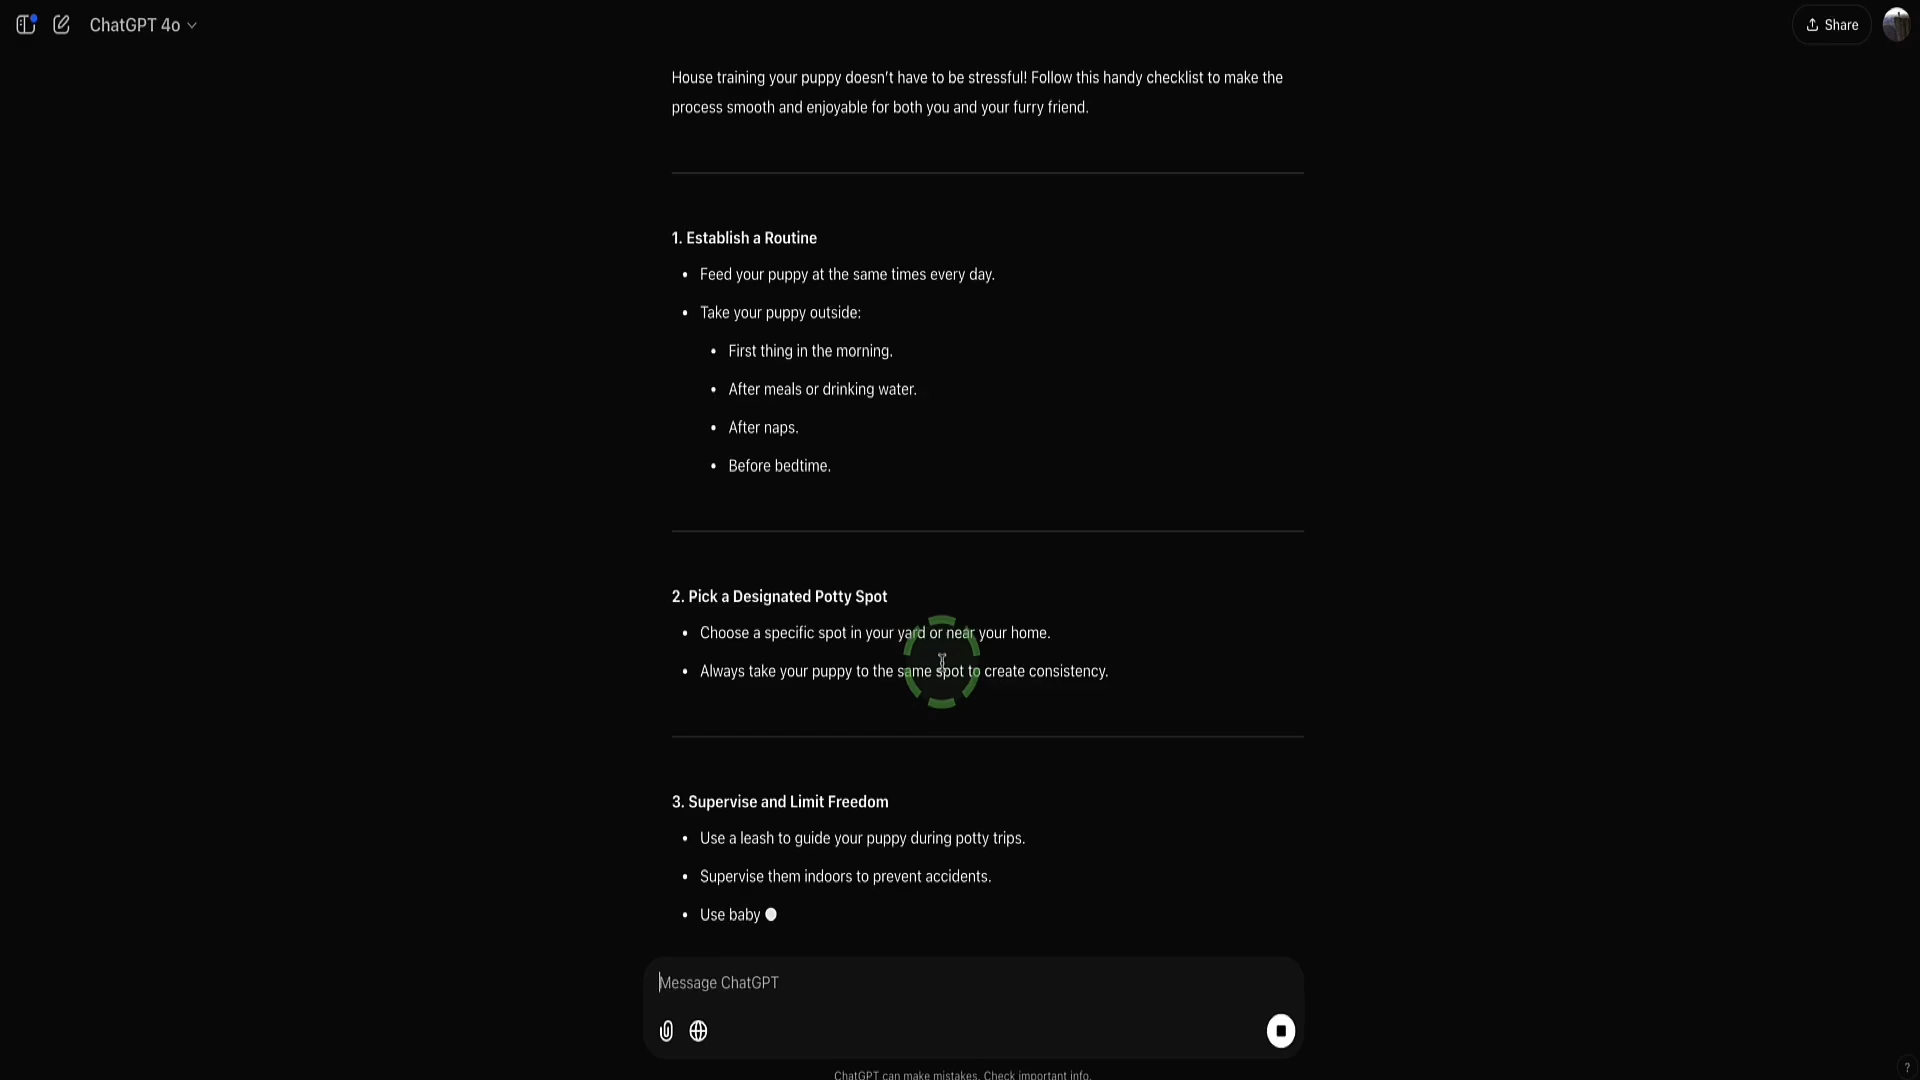 ChatGPT 4o
Share
House training your puppy doesn’t have to be stressful! Follow this handy checklist to make the
process smooth and enjoyable for both you and your furry friend.
1. Establish a Routine
• Feed your puppy at the same times every day.
• Take your puppy outside:
• First thing in the morning.
• After meals or drinking water.
• After naps.
• Before bedtime.
2. Pick a Designated Potty Spot
• Choose a specific spot in your yard or near your home.
• Always take your puppy to the same spot to create consistency.
3. Supervise and Limit Freedom
• Use a leash to guide your puppy during potty trips.
• Supervise them indoors to prevent accidents.
• Use baby
Message ChatGPT
ChatGPT can make mistakes. Check important info.
?